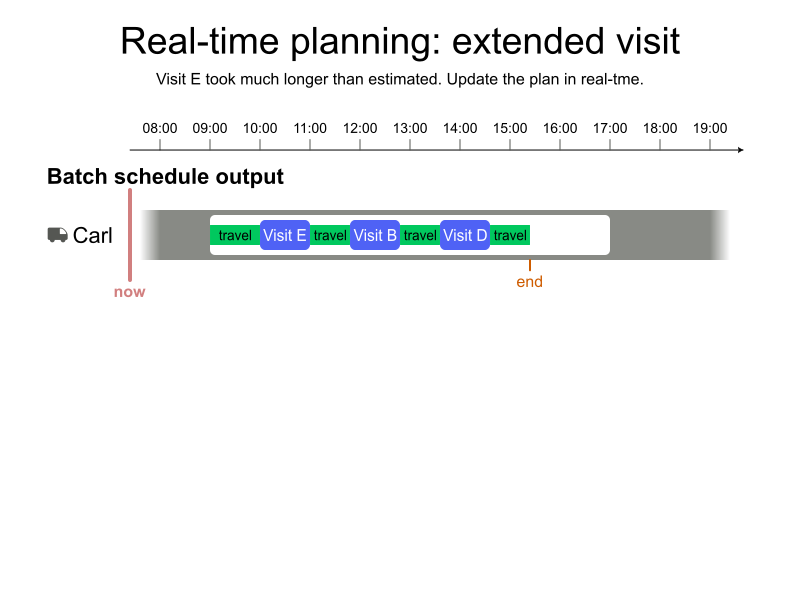 Real-time planning: extended visit
Visit E took much longer than estimated. Update the plan in real-tme.
08:00 09:00 10:00 11:00 12:00 13:00 14:00 15:00 16:00 17:00 18:00 19:00
Batch schedule output
Carl travel Visit E travel Visit B travel Visit D travel
end
now